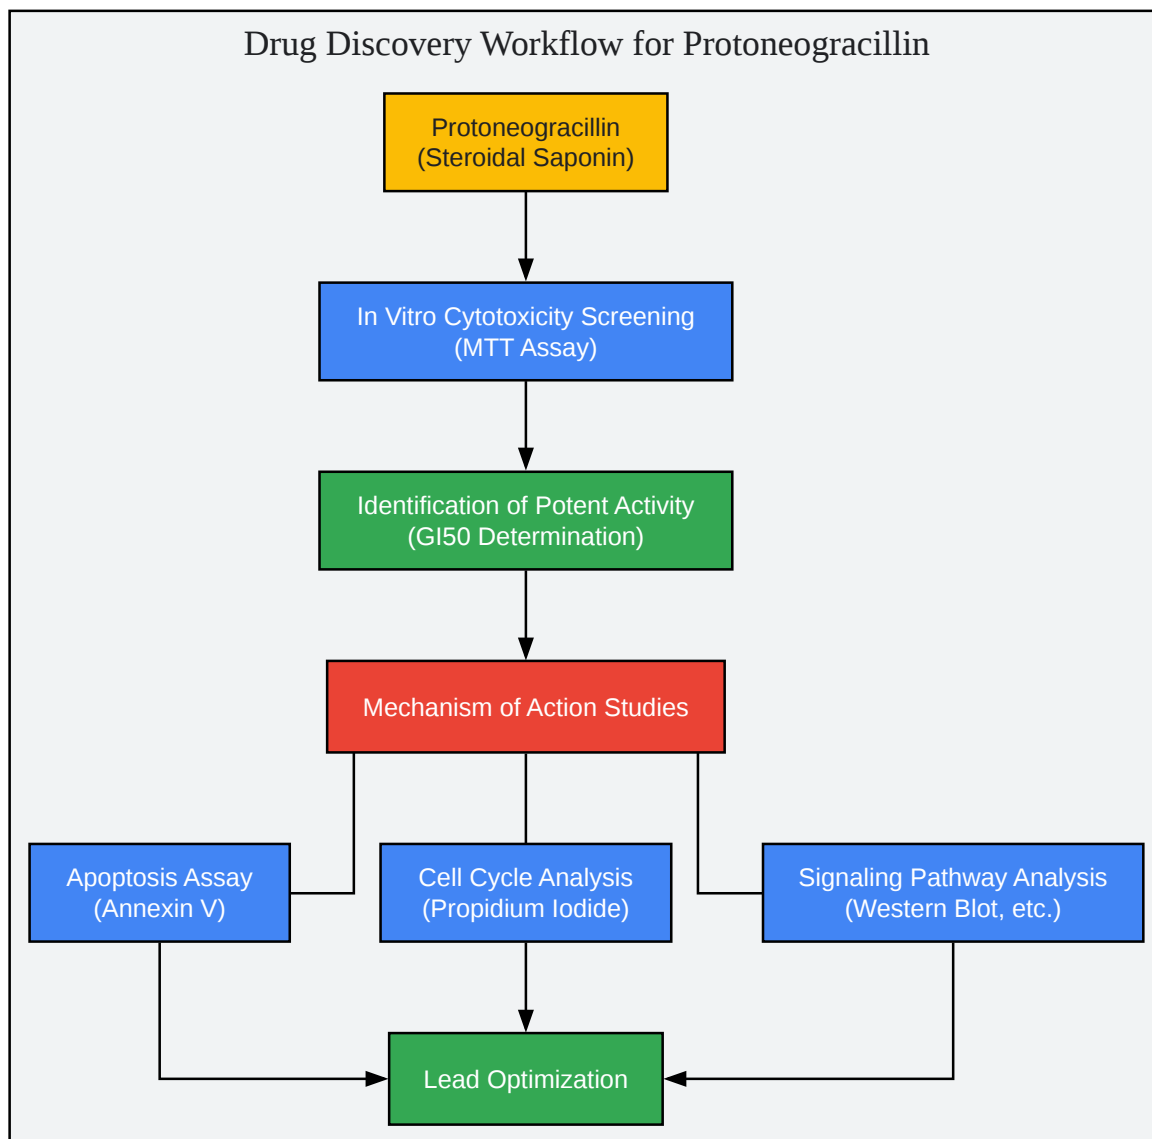 Drug Discovery Workflow for Protoneogracillin
Protoneogracillin
(Steroidal Saponin)
In Vitro Cytotoxicity Screening
(MTT Assay)
Identification of Potent Activity
(GI50 Determination)
Mechanism of Action Studies
Apoptosis Assay
(Annexin V)
Cell Cycle Analysis
(Propidium Iodide)
Signaling Pathway Analysis
(Western Blot, etc.)
Lead Optimization